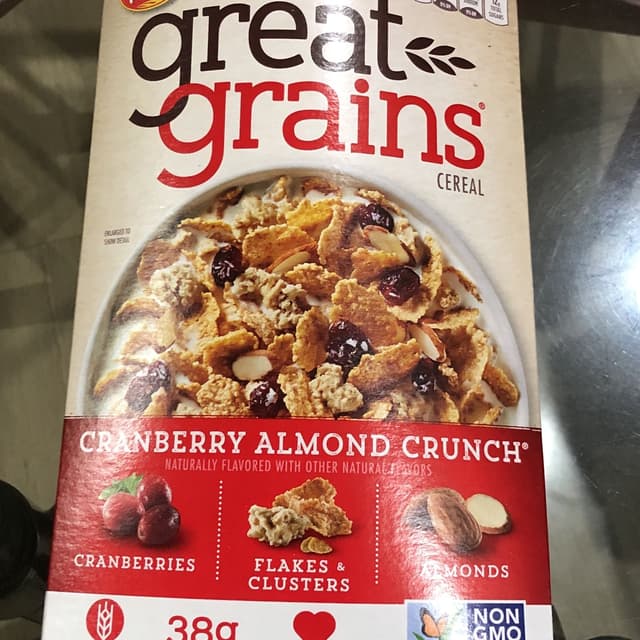 great
grains®
CEREAL
ENLARGED TO
SHOW DETAIL
CRANBERRY ALMOND CRUNCH®
NATURALLY FLAVORED WITH OTHER NATURAL FLAVORS
CRANBERRIES
FLAKES &
CLUSTERS
ALMONDS
38g
NON
GMO